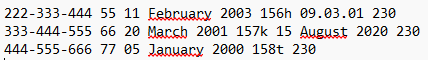 222-333-444 55 11 February 2003 156h 09.03.01 230
333-444-555 66 20 March 2001 157k 15 August 2020 230
444-555-666 77 05 January 2000 158t 230